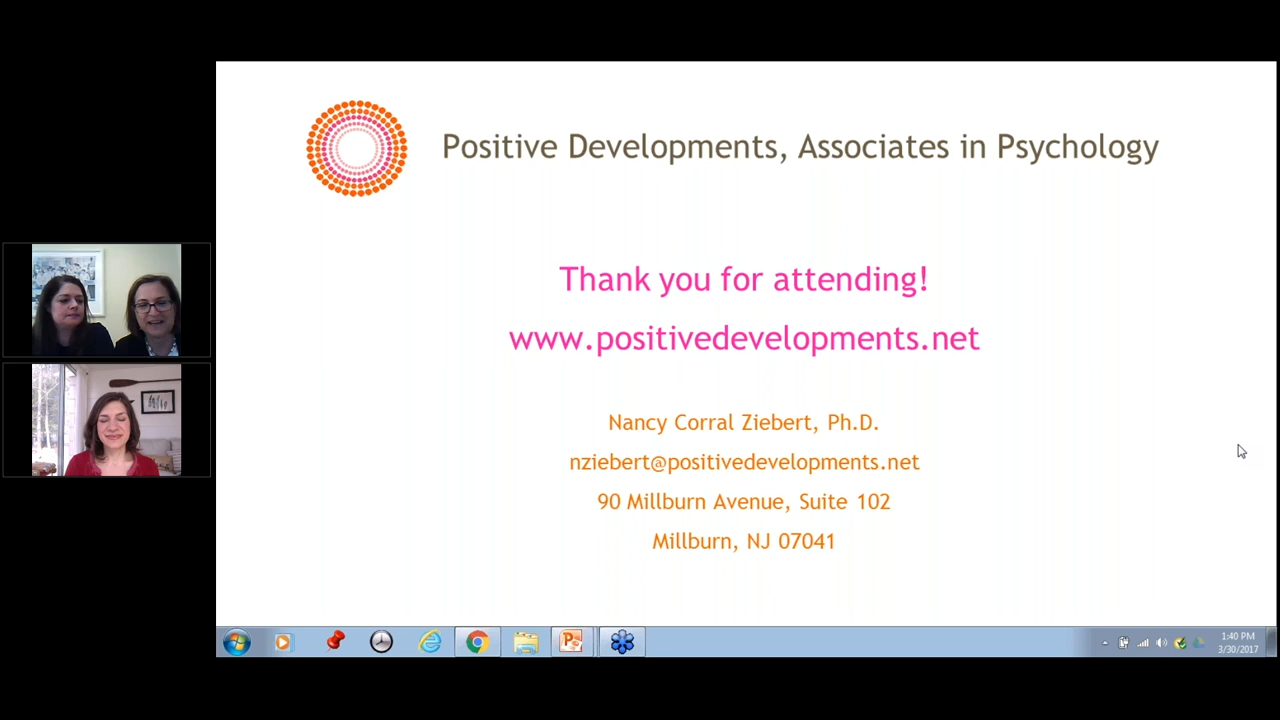 Positive Developments, Associates in Psychology
Thank you for attending!
www.positivedevelopments.net
Nancy Corral Ziebert, Ph.D.
nziebert@positivedevelopments.net
90 Millburn Avenue, Suite 102
Millburn, NJ 07041
1:40 PM
3/30/2017